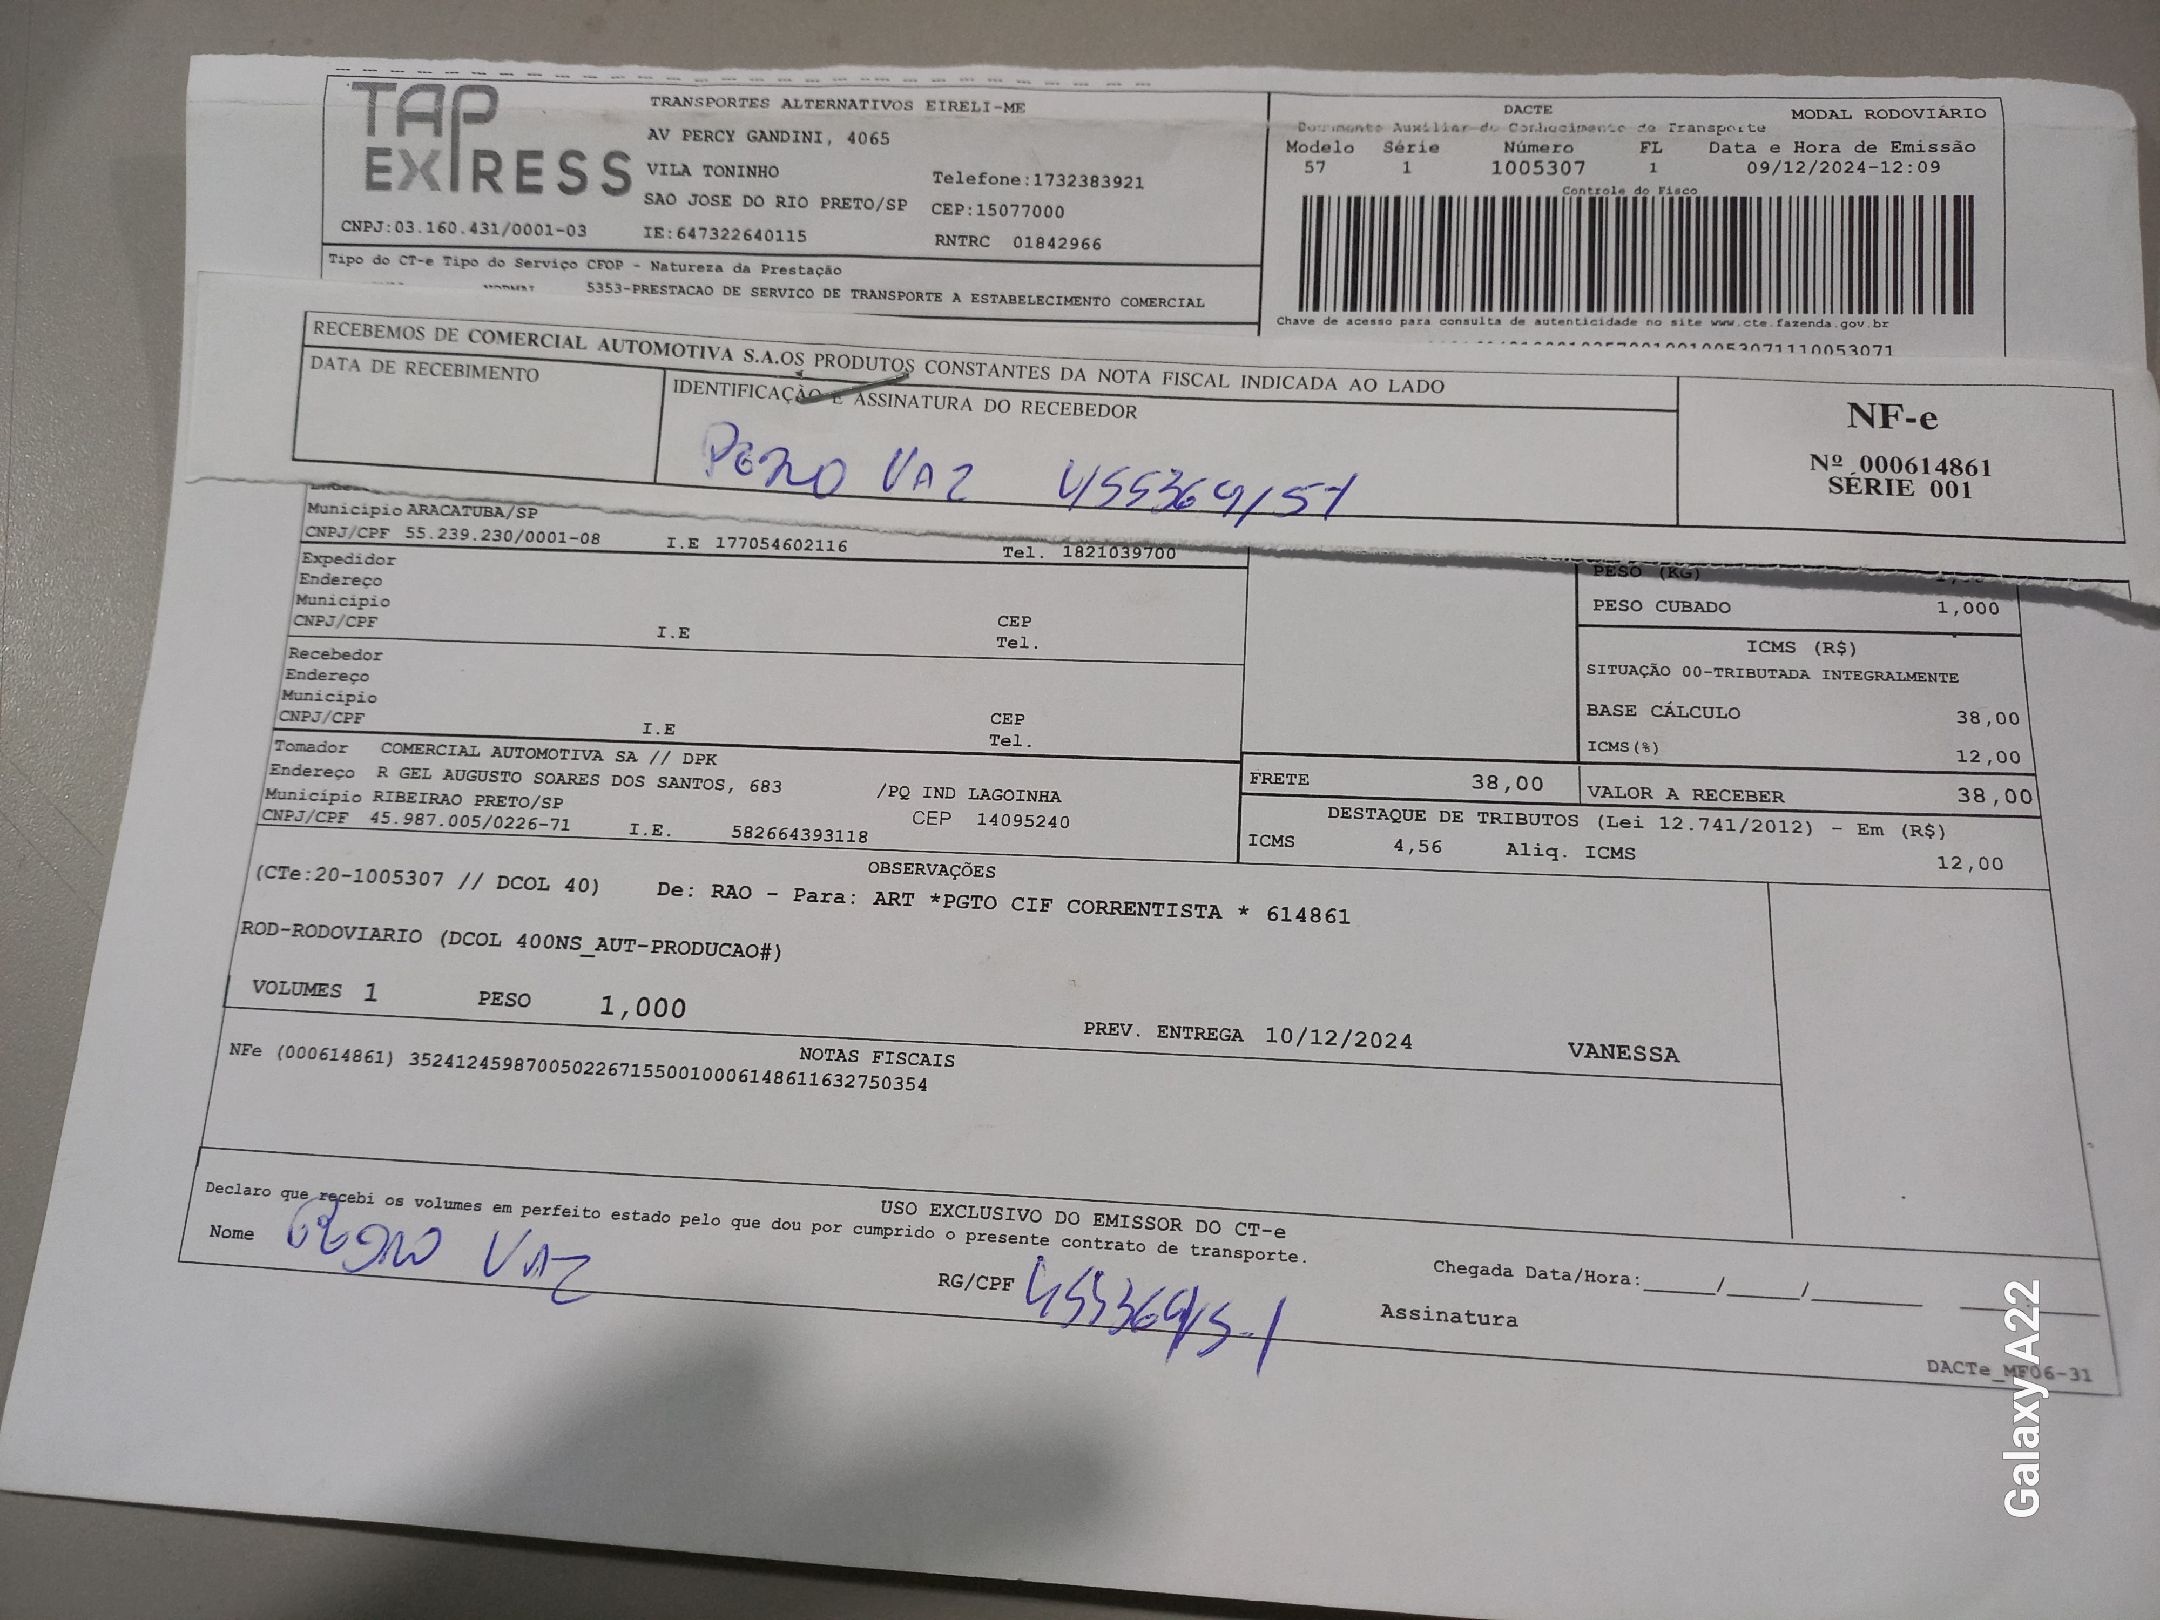 TAP EXPRESS
TRANSPORTES ALTERNATIVOS EIRELI-ME
AV PERCY GANDINI, 4065
VILA TONINHO
Telefone:1732383921
SAO JOSE DO RIO PRETO/SP CEP:15077000
CNPJ:03.160.431/0001-03 IE:647322640115 RNTRC 01842966
Tipo do CT-e Tipo do Serviço CFOP - Natureza da Prestação
5353-PRESTACAO DE SERVICO DE TRANSPORTE A ESTABELECIMENTO COMERCIAL
DACTE MODAL RODOVIÁRIO
Documento Auxiliar do Conhecimento de Transporte
Modelo Série Número FL Data e Hora de Emissão
57 1 1005307 1 09/12/2024-12:09
Controle do Fisco
Chave de acesso para consulta de autenticidade no site www.cte.fazenda.gov.br
RECEBEMOS DE COMERCIAL AUTOMOTIVA S.A.OS PRODUTOS CONSTANTES DA NOTA FISCAL INDICADA AO LADO
DATA DE RECEBIMENTO
IDENTIFICAÇÃO E ASSINATURA DO RECEBEDOR
PEDRO VAZ
NF-e
Nº 000614861
SÉRIE 001
Município ARACATUBA/SP
CNPJ/CPF 55.239.230/0001-08 I.E 177054602116 Tel. 1821039700
Expedidor
Endereço
Município
CNPJ/CPF I.E CEP
Tel.
Recebedor
Endereço
Município
CNPJ/CPF I.E CEP
Tel.
PESO (KG)
PESO CUBADO 1,000
ICMS (R$)
SITUAÇÃO 00-TRIBUTADA INTEGRALMENTE
BASE CÁLCULO 38,00
ICMS(%) 12,00
Tomador COMERCIAL AUTOMOTIVA SA // DPK
Endereço R GEL AUGUSTO SOARES DOS SANTOS, 683 /PQ IND LAGOINHA
Município RIBEIRAO PRETO/SP CEP 14095240
CNPJ/CPF 45.987.005/0226-71 I.E. 582664393118
FRETE 38,00 VALOR A RECEBER 38,00
DESTAQUE DE TRIBUTOS (Lei 12.741/2012) - Em (R$)
ICMS 4,56 Aliq. ICMS 12,00
OBSERVAÇÕES
(CTe:20-1005307 // DCOL 40) De: RAO - Para: ART *PGTO CIF CORRENTISTA * 614861
ROD-RODOVIARIO (DCOL 400NS_AUT-PRODUCAO#)
VOLUMES 1 PESO 1,000 PREV. ENTREGA 10/12/2024 VANESSA
NOTAS FISCAIS
NFe (000614861) 35241245987005022671550010006148611632750354
USO EXCLUSIVO DO EMISSOR DO CT-e
Declaro que recebi os volumes em perfeito estado pelo que dou por cumprido o presente contrato de transporte.
Nome PEDRO VAZ RG/CPF Chegada Data/Hora:_____/_____/________
Assinatura
DACTe_MF06-31
Galaxy A22